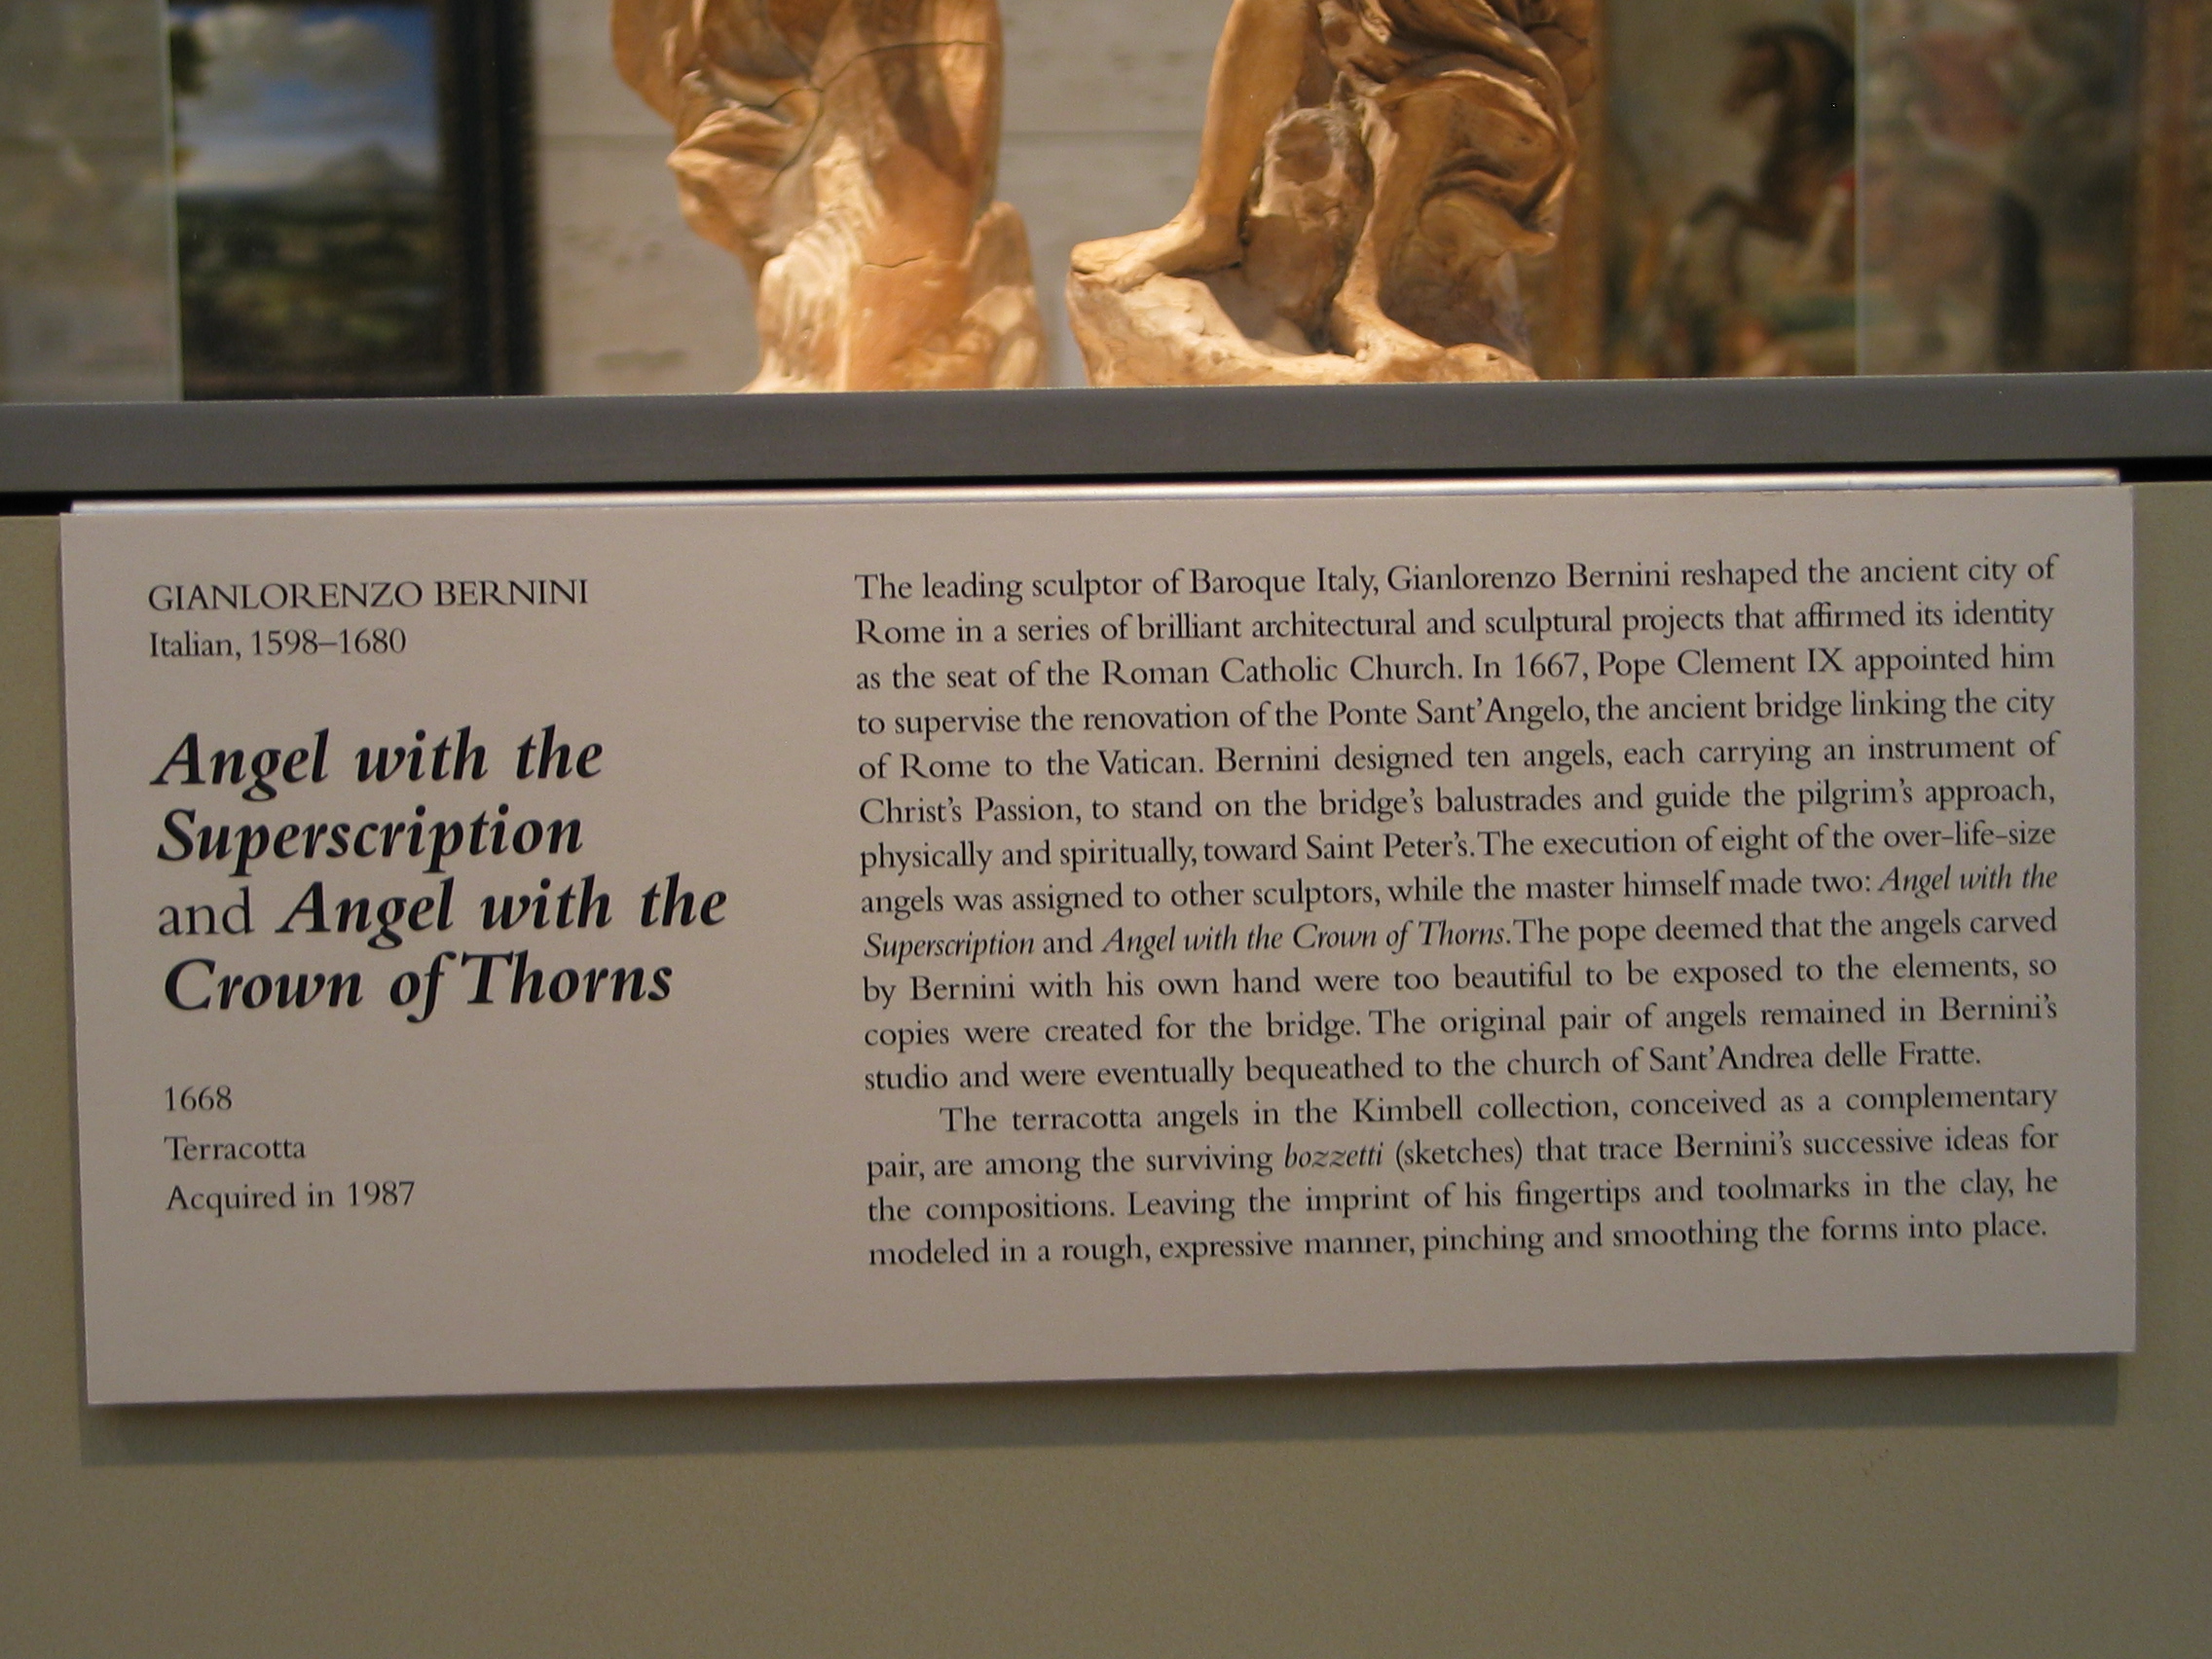 GIANLORENZO BERNINI
Italian, 1598–1680
Angel with the
Superscription
and Angel with the
Crown of Thorns
1668
Terracotta
Acquired in 1987
The leading sculptor of Baroque Italy, Gianlorenzo Bernini reshaped the ancient city of
Rome in a series of brilliant architectural and sculptural projects that affirmed its identity
as the seat of the Roman Catholic Church. In 1667, Pope Clement IX appointed him
to supervise the renovation of the Ponte Sant'Angelo, the ancient bridge linking the city
of Rome to the Vatican. Bernini designed ten angels, each carrying an instrument of
Christ's Passion, to stand on the bridge's balustrades and guide the pilgrim's approach,
physically and spiritually, toward Saint Peter's. The execution of eight of the over-life-size
angels was assigned to other sculptors, while the master himself made two: Angel with the
Superscription and Angel with the Crown of Thorns. The pope deemed that the angels carved
by Bernini with his own hand were too beautiful to be exposed to the elements, so
copies were created for the bridge. The original pair of angels remained in Bernini's
studio and were eventually bequeathed to the church of Sant'Andrea delle Fratte.
The terracotta angels in the Kimbell collection, conceived as a complementary
pair, are among the surviving bozzetti (sketches) that trace Bernini's successive ideas for
the compositions. Leaving the imprint of his fingertips and toolmarks in the clay, he
modeled in a rough, expressive manner, pinching and smoothing the forms into place.